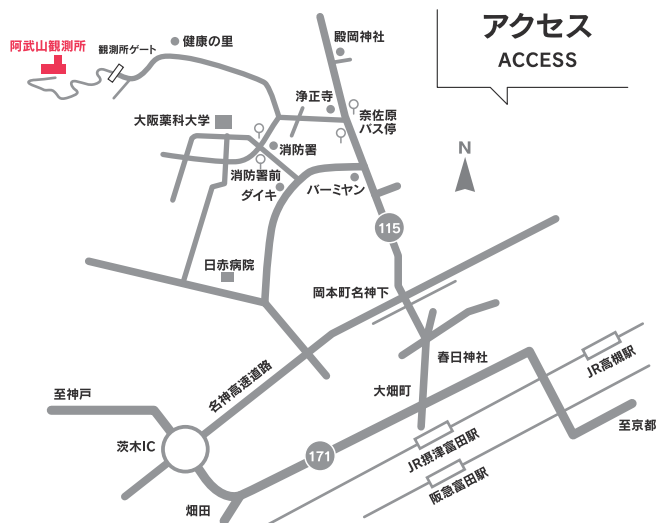 アクセス
ACCESS
阿武山観測所
観測所ゲート
健康の里
殿岡神社
浄正寺
奈佐原
バス停
大阪薬科大学
消防署
消防署前
ダイキ
バーミヤン
N
115
日赤病院
岡本町名神下
春日神社
JR高槻駅
名神高速道路
大畑町
至神戸
至京都
茨木IC
171
JR摂津富田駅
阪急富田駅
畑田